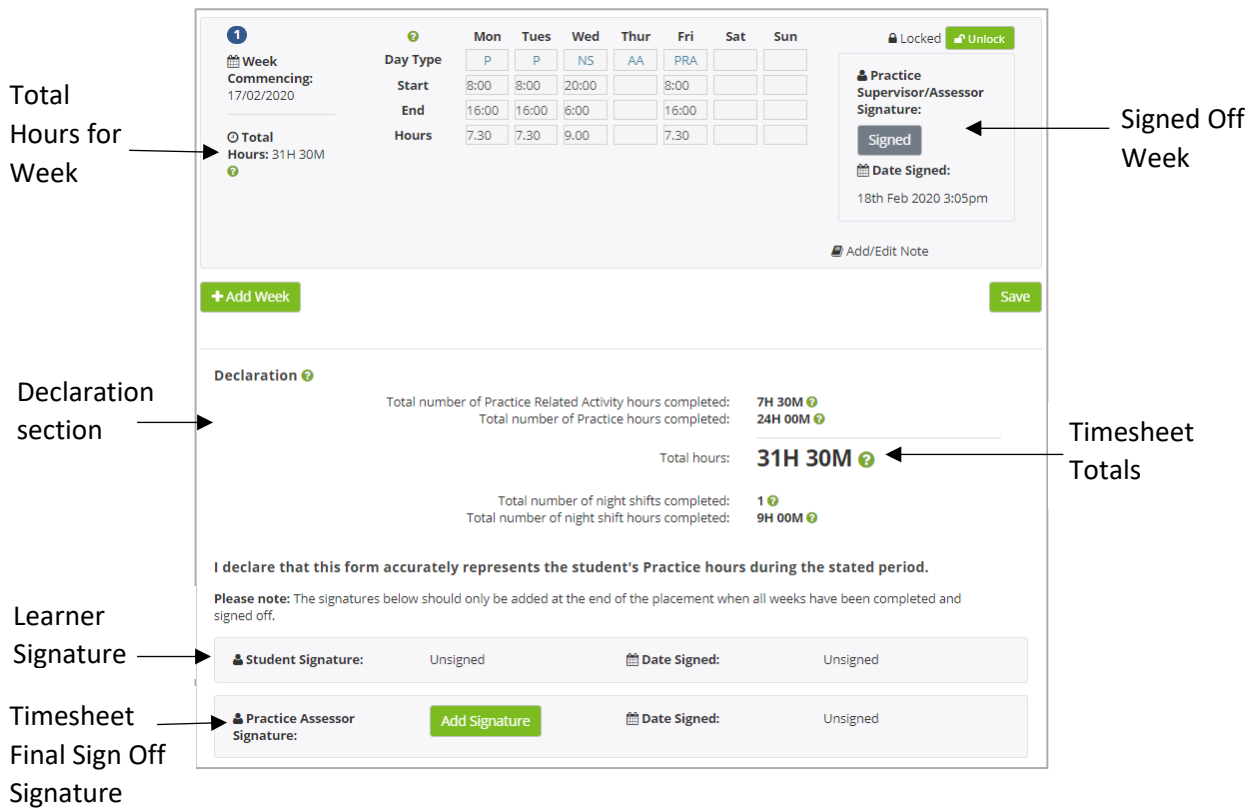 1
Mon Tues Wed Thur Fri Sat Sun
Locked Unlock
Week
Commencing:
17/02/2020
Day Type P P NS AA PRA
Start 8:00 8:00 20:00 8:00
End 16:00 16:00 6:00 16:00
Hours 7.30 7.30 9.00 7.30
Total
Hours: 31H 30M
Practice
Supervisor/Assessor
Signature:
Signed
Date Signed:
18th Feb 2020 3:05pm
Add/Edit Note
Total
Hours for
Week
Signed Off
Week
+ Add Week
Save
Declaration
Total number of Practice Related Activity hours completed: 7H 30M
Total number of Practice hours completed: 24H 00M
Total hours: 31H 30M
Total number of night shifts completed: 1
Total number of night shift hours completed: 9H 00M
Declaration
section
Timesheet
Totals
I declare that this form accurately represents the student's Practice hours during the stated period.
Please note: The signatures below should only be added at the end of the placement when all weeks have been completed and
signed off.
Learner
Signature
Student Signature: Unsigned Date Signed: Unsigned
Timesheet
Final Sign Off
Signature
Practice Assessor
Signature:
Add Signature
Date Signed: Unsigned